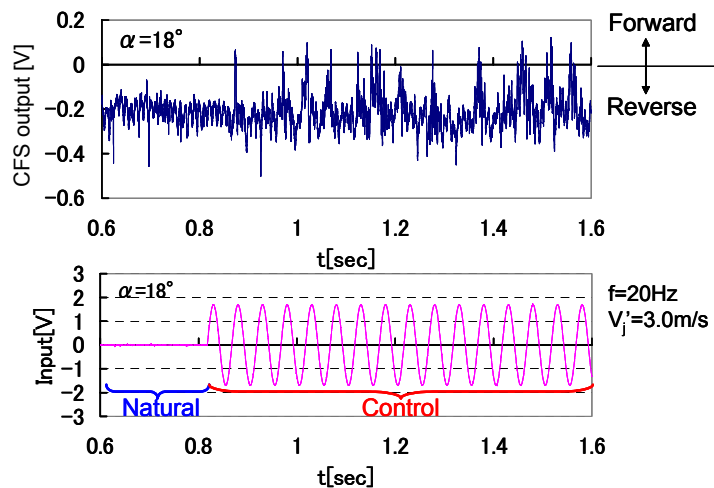 0.2
0
-0.2
-0.4
-0.6
CFS output [V]
α=18°
Forward
Reverse
0.6
0.8
1
1.2
1.4
1.6
t[sec]
3
2
1
0
-1
-2
-3
Input[V]
α=18°
f=20Hz
Vj'=3.0m/s
Natural
Control
0.6
0.8
1
1.2
1.4
1.6
t[sec]